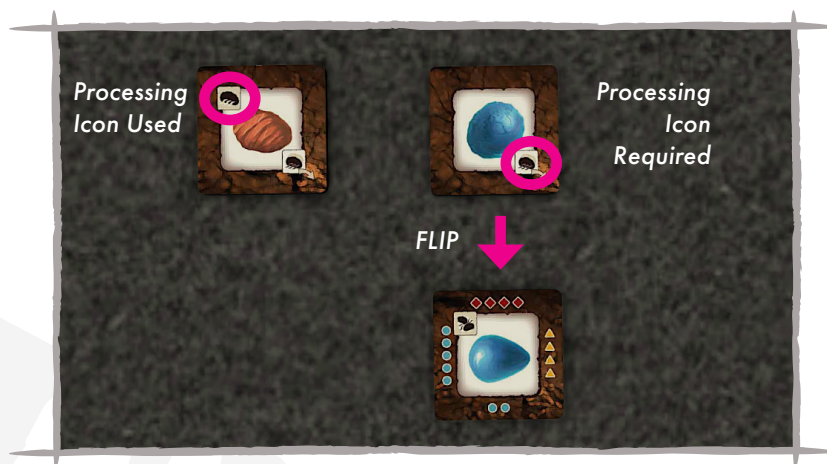 Processing
Icon Used
Processing
Icon
Required
FLIP